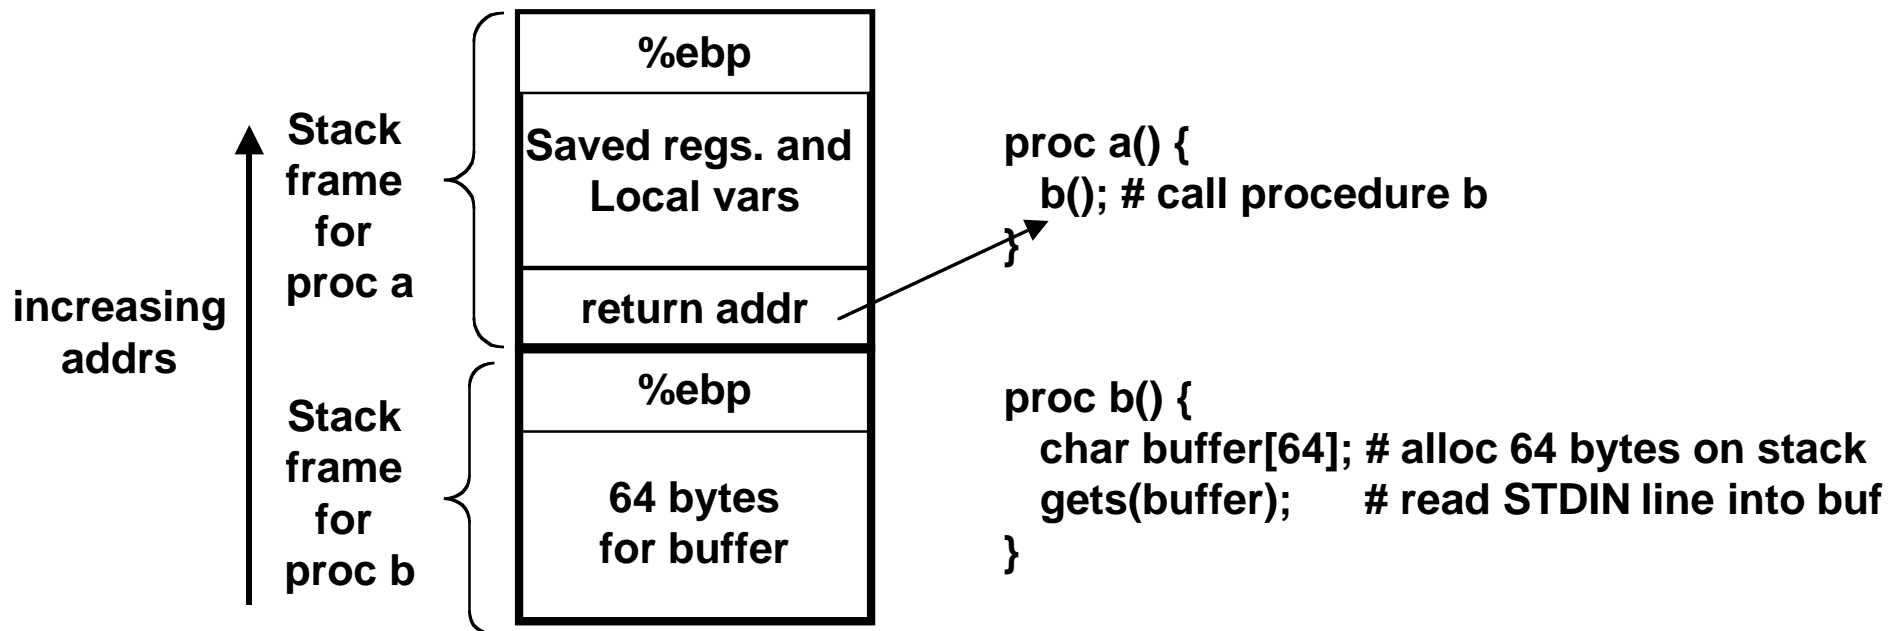 %ebp
Stack
frame
for
proc a
Saved regs. and
Local vars
return addr
increasing
addrs
proc a() {
b(); # call procedure b
}
Stack
frame
for
proc b
%ebp
64 bytes
for buffer
proc b() {
char buffer[64]; # alloc 64 bytes on stack
gets(buffer); # read STDIN line into buf
}